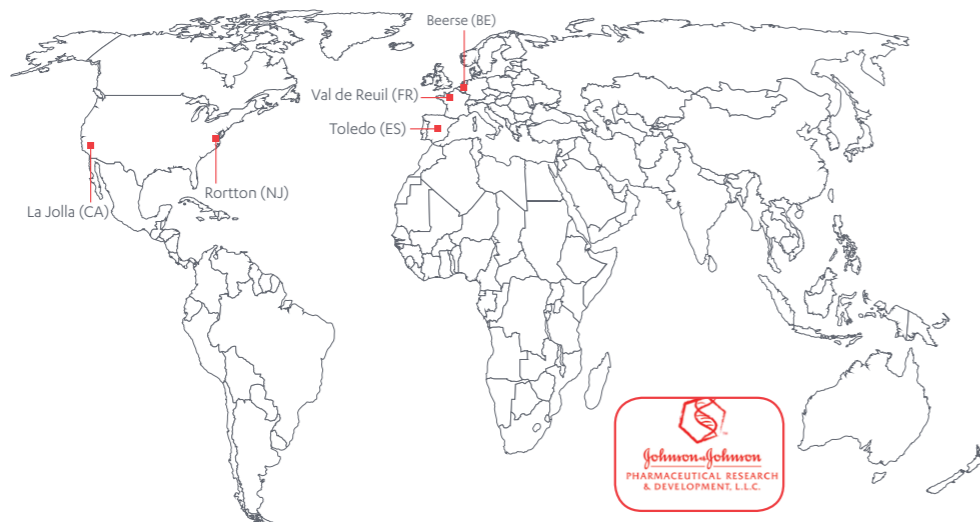 Beerse (BE)
Val de Reuil (FR)
Toledo (ES)
Rortton (NJ)
La Jolla (CA)
Johnson & Johnson
PHARMACEUTICAL RESEARCH
& DEVELOPMENT, L.L.C.